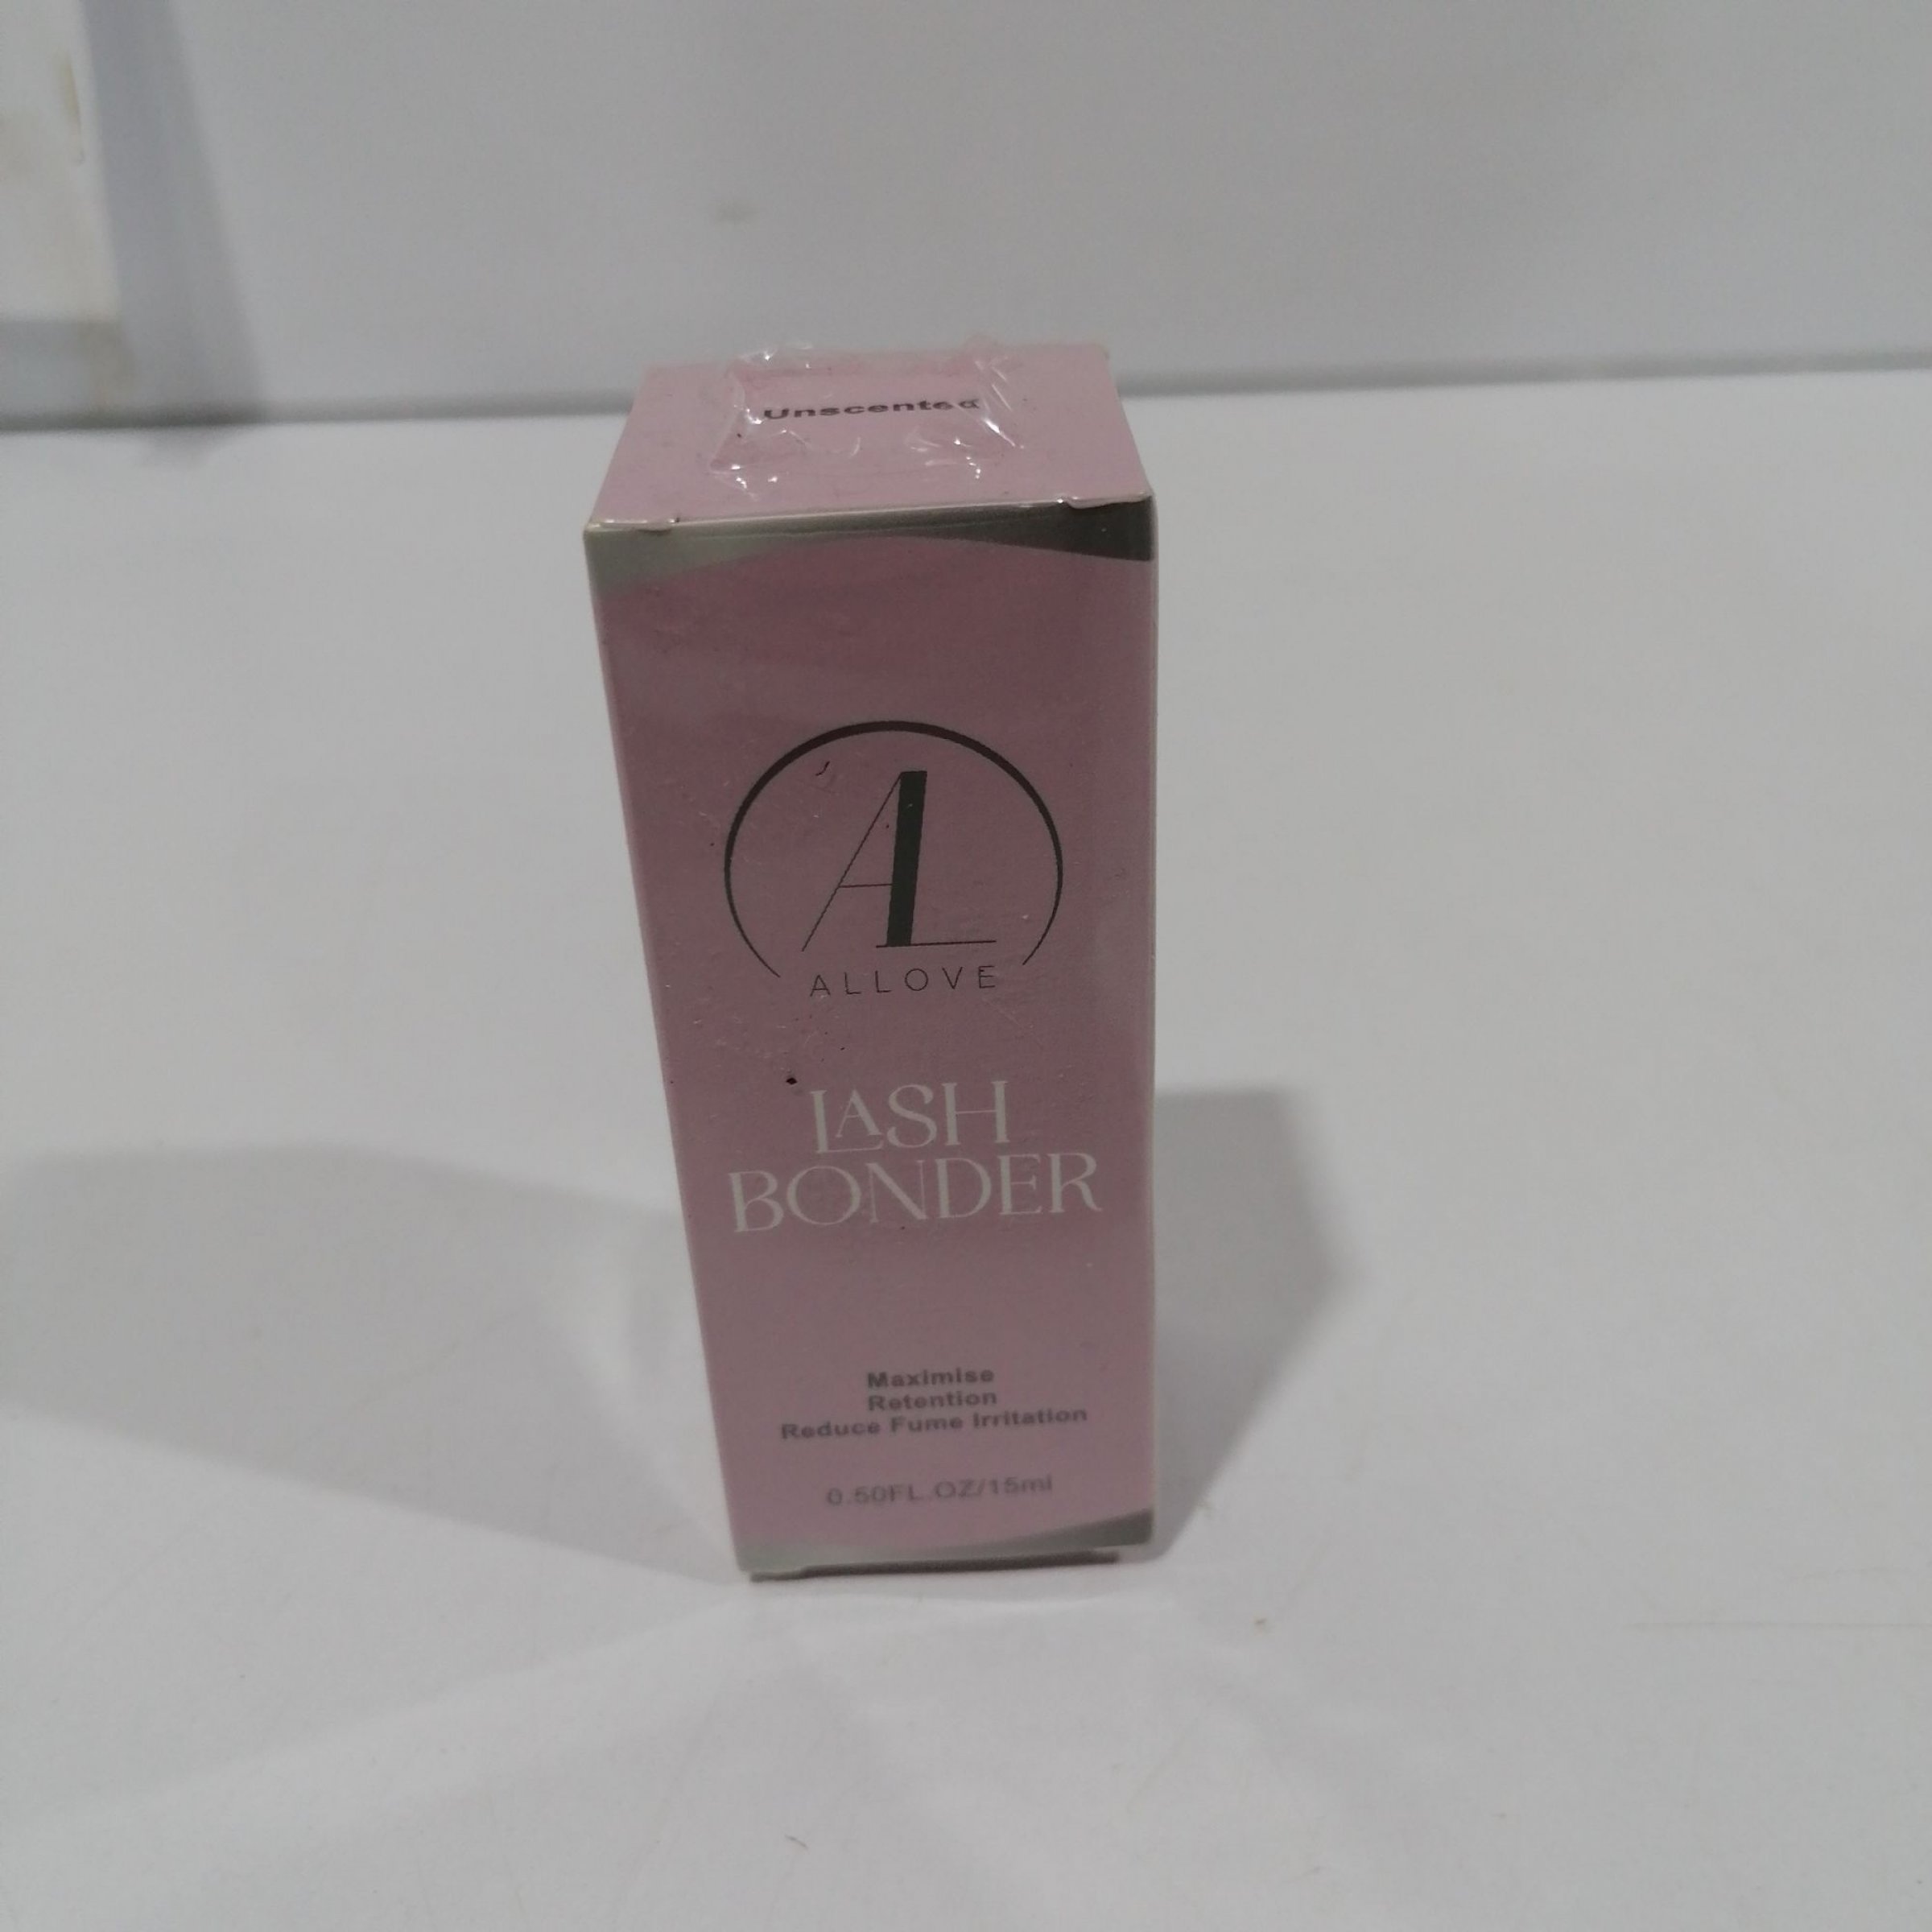 Unscented
AL
ALLOVE
LASH
BONDER
Maximise
Retention
Reduce Fume Irritation
0.50FL.OZ/15ml